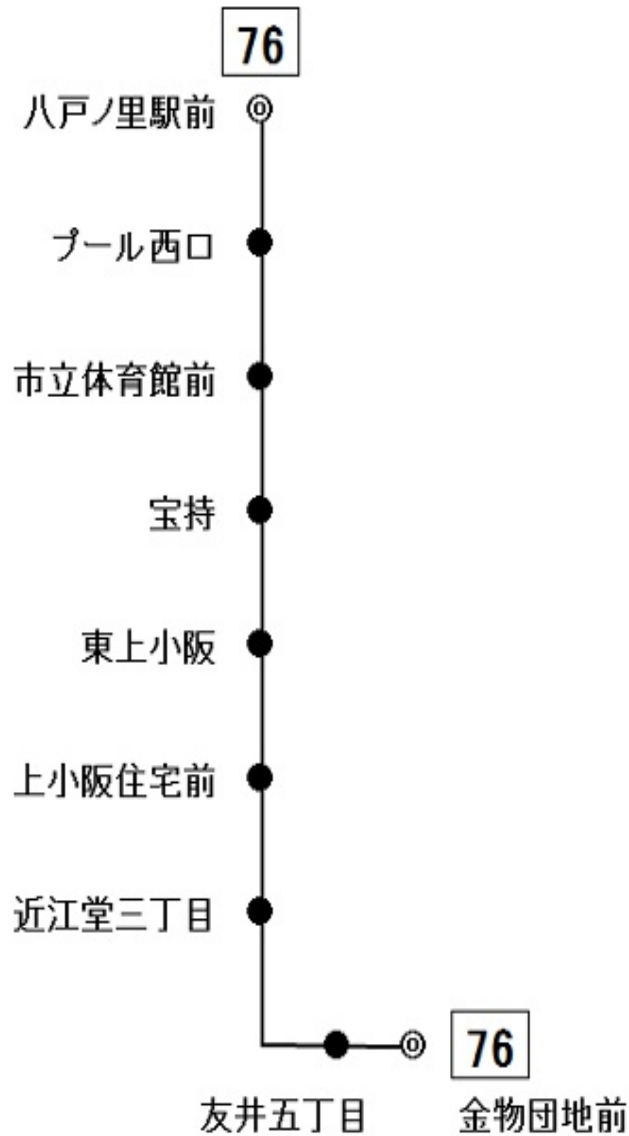 76
八戸ノ里駅前
プール西口
市立体育館前
宝持
東上小阪
上小阪住宅前
近江堂三丁目
76
友井五丁目
金物団地前